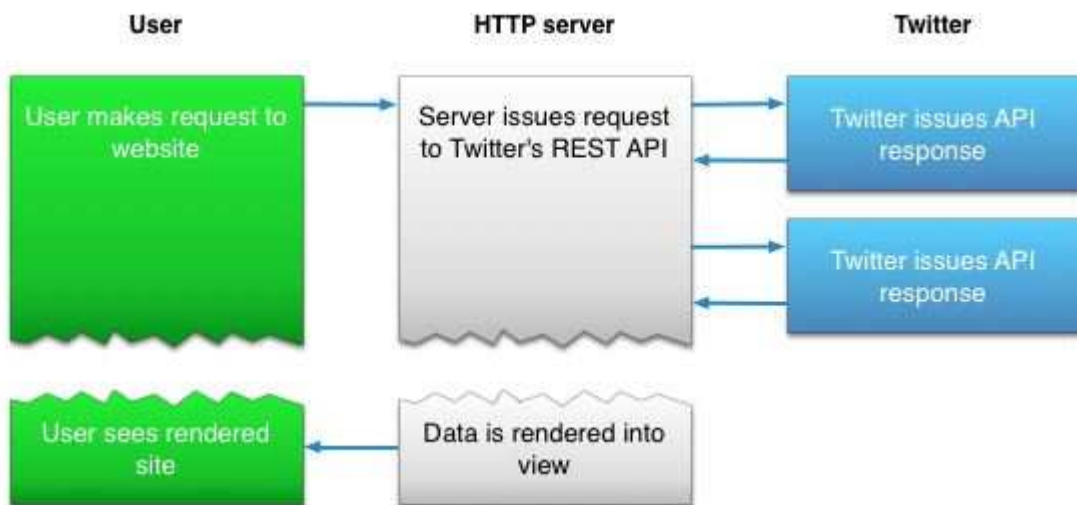 User
HTTP server
Twitter
User makes request to
website
Server issues request
to Twitter's REST API
Twitter issues API
response
Twitter issues API
response
User sees rendered
site
Data is rendered into
view